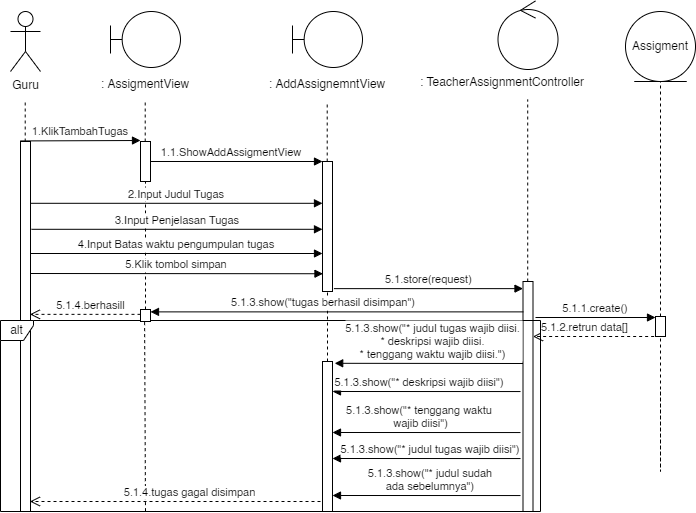 Assigment
Guru
: AssigmentView
: AddAssignemntView
: TeacherAssignmentController
1.KlikTambahTugas
1.1.ShowAddAssigmentView
2.Input Judul Tugas
3.Input Penjelasan Tugas
4.Input Batas waktu pengumpulan tugas
5.Klik tombol simpan
5.1.store(request)
5.1.4.berhasill
5.1.3.show("tugas berhasil disimpan")
5.1.1.create()
alt
5.1.2.retrun data[]
5.1.3.show("* judul tugas wajib diisi.
* deskripsi wajib diisi.
* tenggang waktu wajib diisi.")
5.1.3.show("* deskripsi wajib diisi")
5.1.3.show("* tenggang waktu
wajib diisi")
5.1.3.show("* judul tugas wajib diisi")
5.1.3.show("* judul sudah
ada sebelumnya")
5.1.4.tugas gagal disimpan